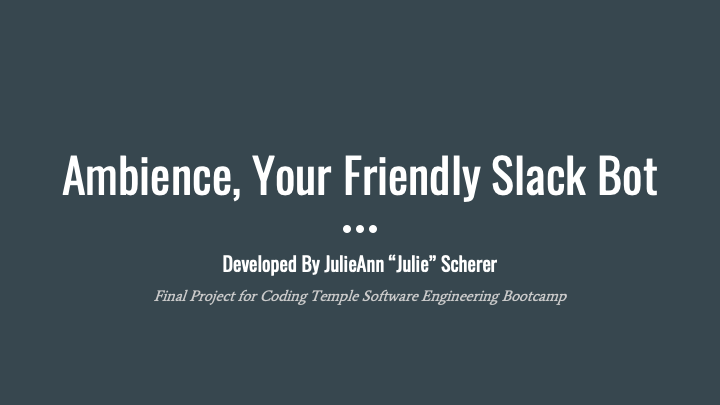 Ambience, Your Friendly Slack Bot
Developed By JulieAnn “Julie” Scherer
Final Project for Coding Temple Software Engineering Bootcamp